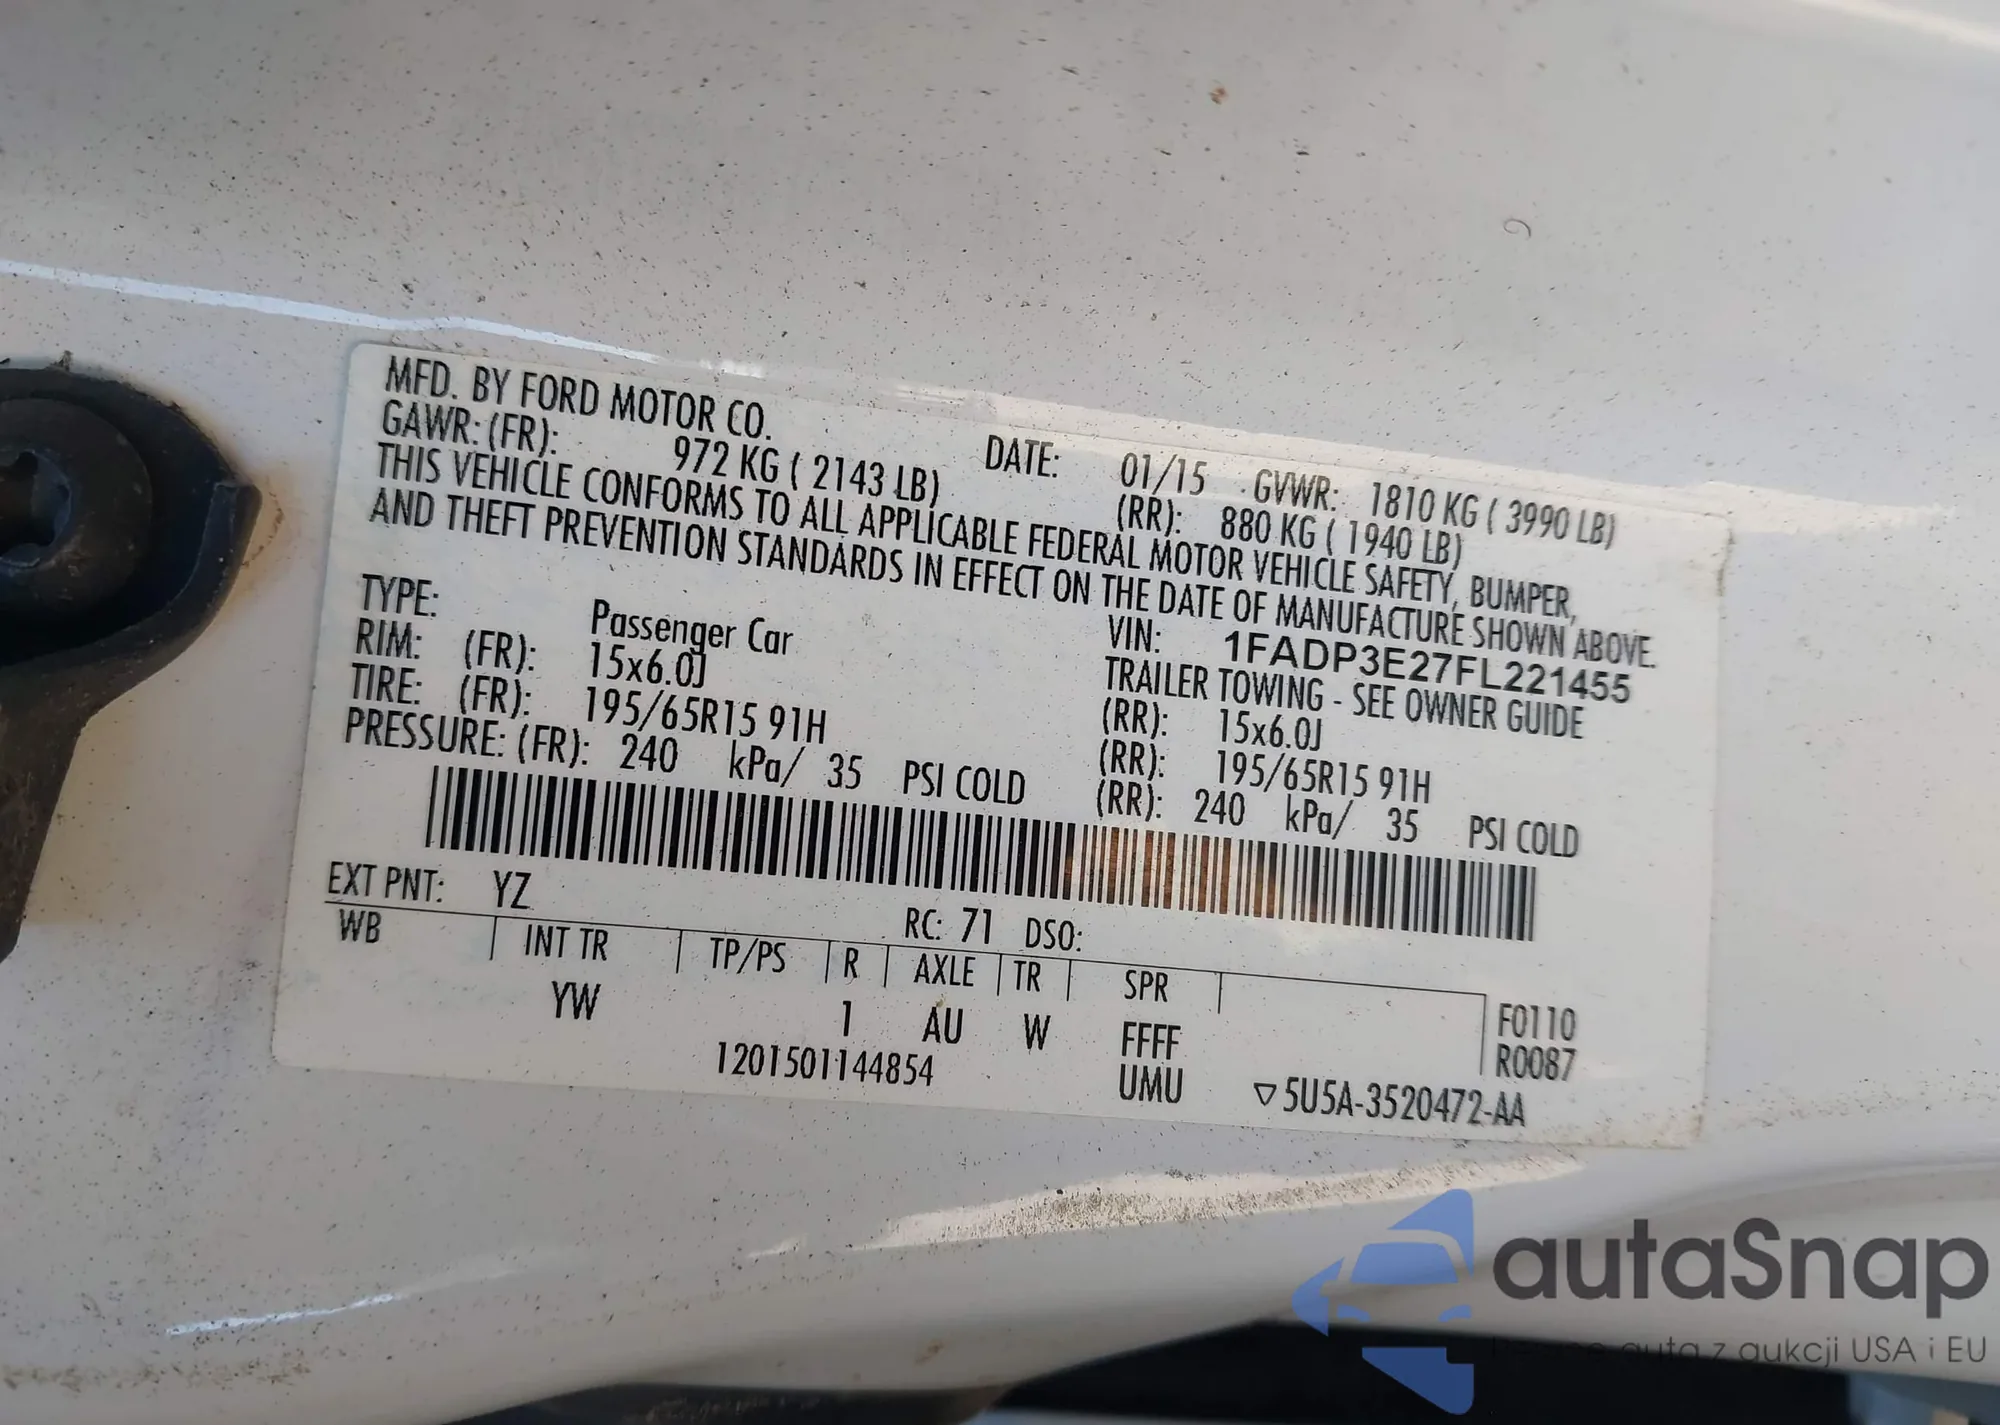 MFD. BY FORD MOTOR CO.
DATE: 01/15 GVWR: 1810 KG ( 3990 LB)
GAWR: (FR): 972 KG ( 2143 LB) (RR): 880 KG ( 1940 LB)
THIS VEHICLE CONFORMS TO ALL APPLICABLE FEDERAL MOTOR VEHICLE SAFETY, BUMPER,
AND THEFT PREVENTION STANDARDS IN EFFECT ON THE DATE OF MANUFACTURE SHOWN ABOVE.
VIN: 1FADP3E27FL221455
TYPE: Passenger Car TRAILER TOWING - SEE OWNER GUIDE
RIM: (FR): 15x6.0J (RR): 15x6.0J
TIRE: (FR): 195/65R15 91H (RR): 195/65R15 91H
PRESSURE: (FR): 240 kPa/ 35 PSI COLD (RR): 240 kPa/ 35 PSI COLD
EXT PNT: YZ RC: 71 DSO:
WB INT TR TP/PS R AXLE TR SPR
YW 1 AU W FFFF
F0110
R0087
1201501144854 UMU ▽5U5A-3520472-AA
autaSnap
auta z aukcji USA i EU